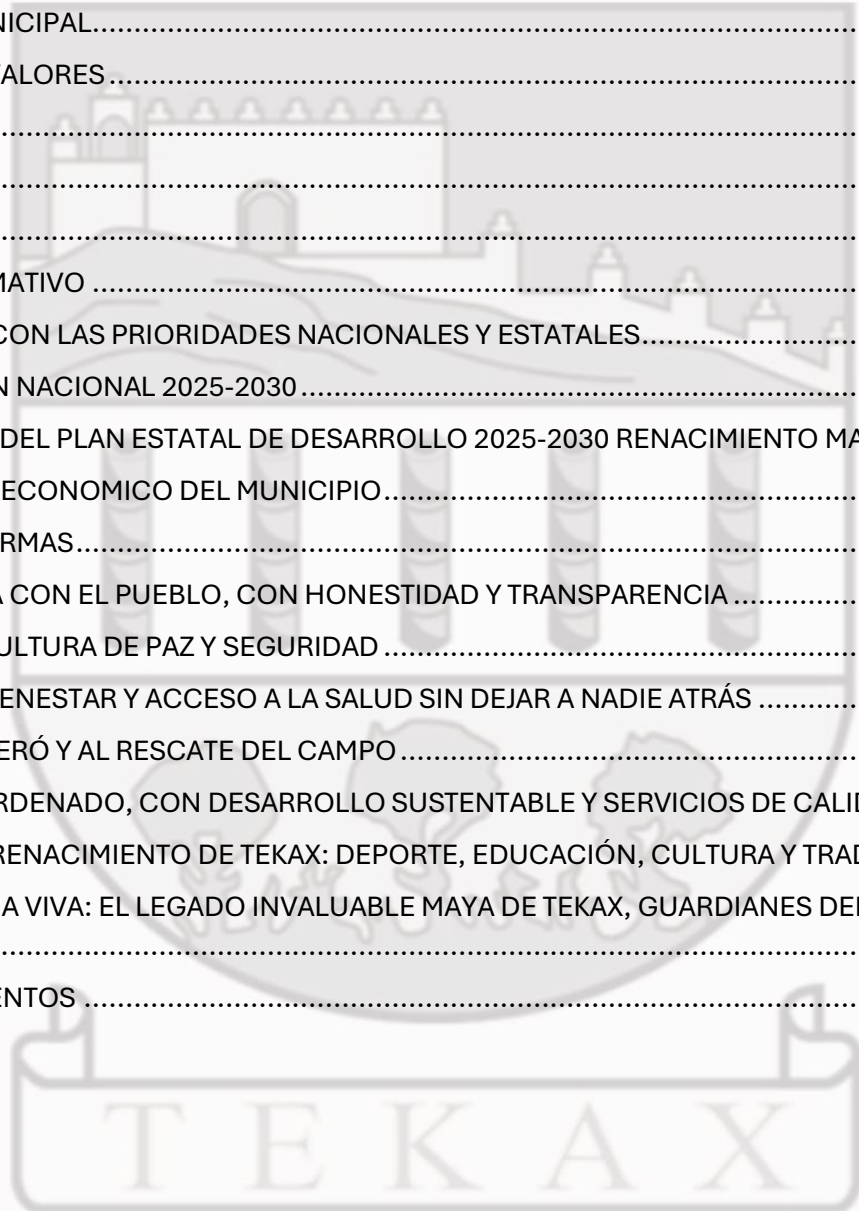 NICIPAL
VALORES
MATIVO
CON LAS PRIORIDADES NACIONALES Y ESTATALES
N NACIONAL 2025-2030
DEL PLAN ESTATAL DE DESARROLLO 2025-2030 RENACIMIENTO MA
ECONOMICO DEL MUNICIPIO
RMAS
A CON EL PUEBLO, CON HONESTIDAD Y TRANSPARENCIA
ULTURA DE PAZ Y SEGURIDAD
ENESTAR Y ACCESO A LA SALUD SIN DEJAR A NADIE ATRÁS
ERÓ Y AL RESCATE DEL CAMPO
RDENADO, CON DESARROLLO SUSTENTABLE Y SERVICIOS DE CALID
RENACIMIENTO DE TEKAX: DEPORTE, EDUCACIÓN, CULTURA Y TRAD
A VIVA: EL LEGADO INVALUABLE MAYA DE TEKAX, GUARDIANES DE
ENTOS
TEKAX